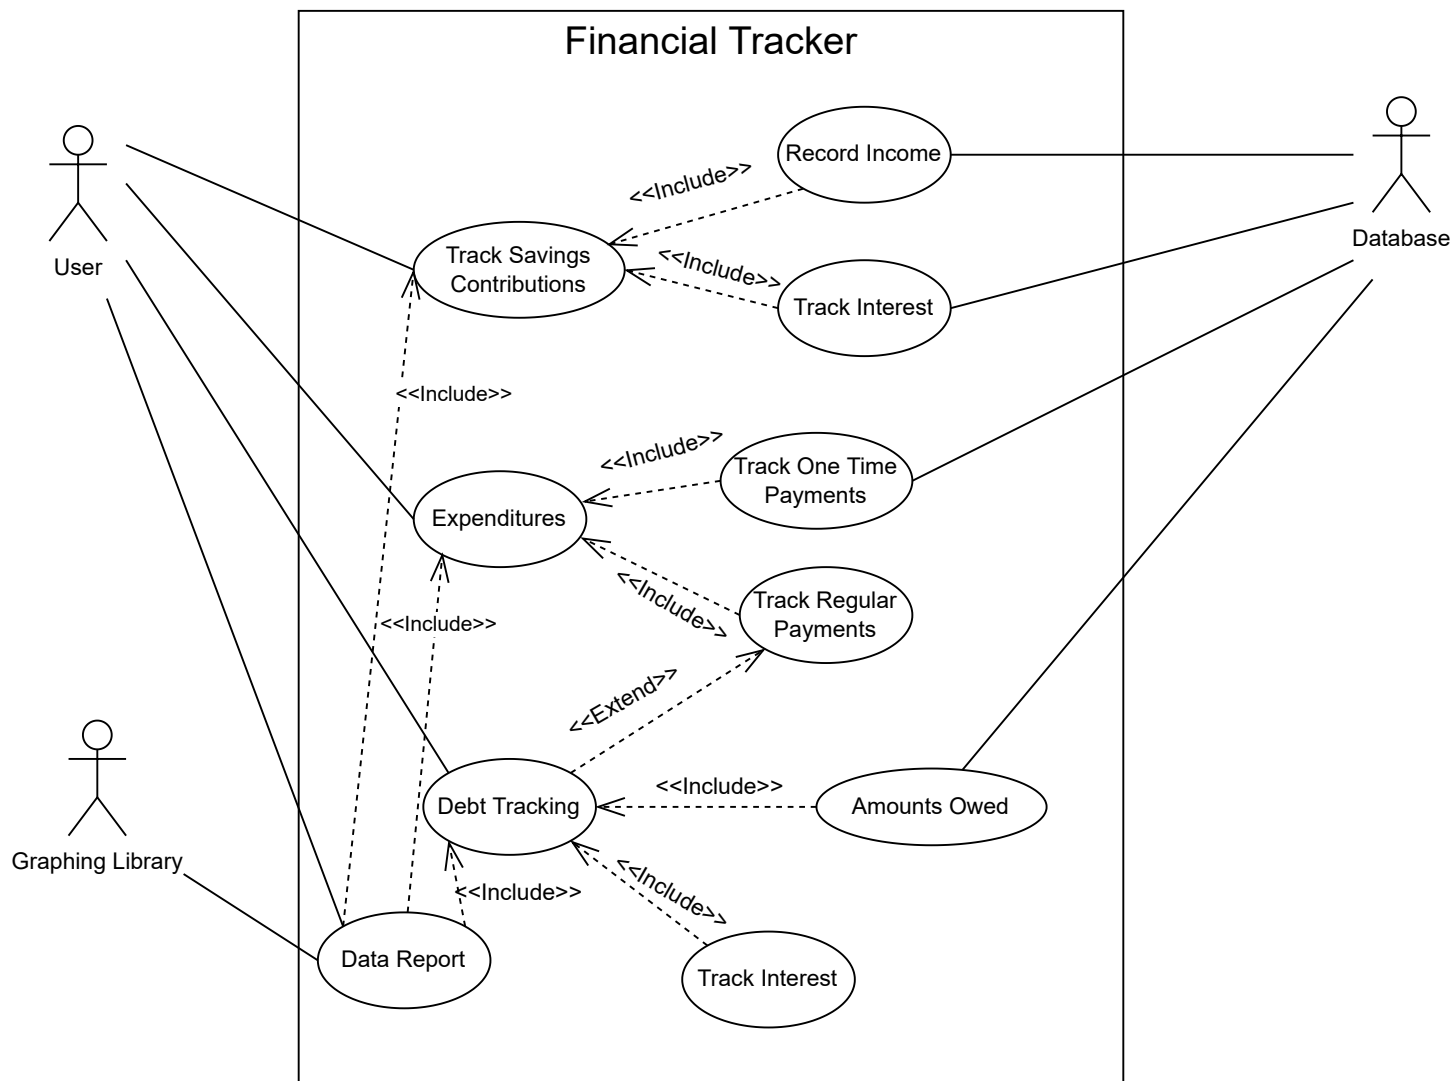 Financial Tracker
Record Income
<<Include>>
Track Savings
Contributions
<<Include>>
Track Interest
User
Database
<<Include>>
<<Include>>
Track One Time
Payments
Expenditures
<<Include>>
Track Regular
Payments
<<Include>>
<<Extend>>
<<Include>>
Debt Tracking
Amounts Owed
Graphing Library
<<Include>>
<<Include>>
Data Report
Track Interest